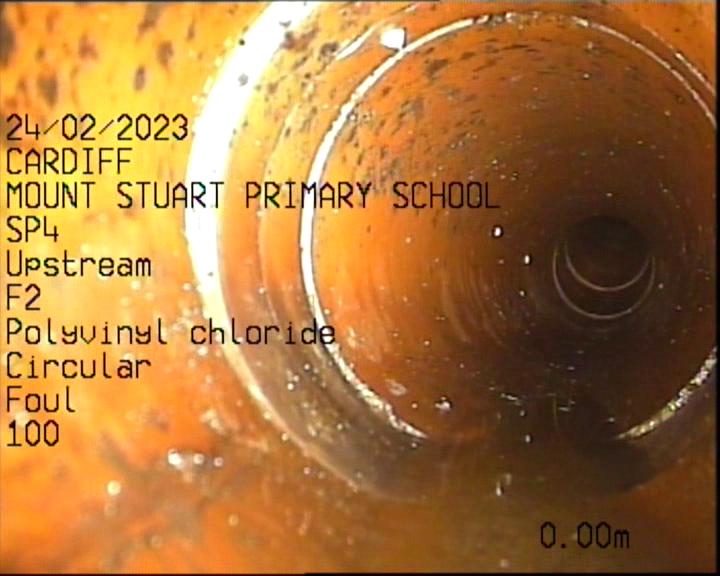 24/02/2023
CARDIFF
MOUNT STUART PRIMARY SCHOOL
SP4
Upstream
F2
Polyvinyl chloride
Circular
Foul
100
0.00m